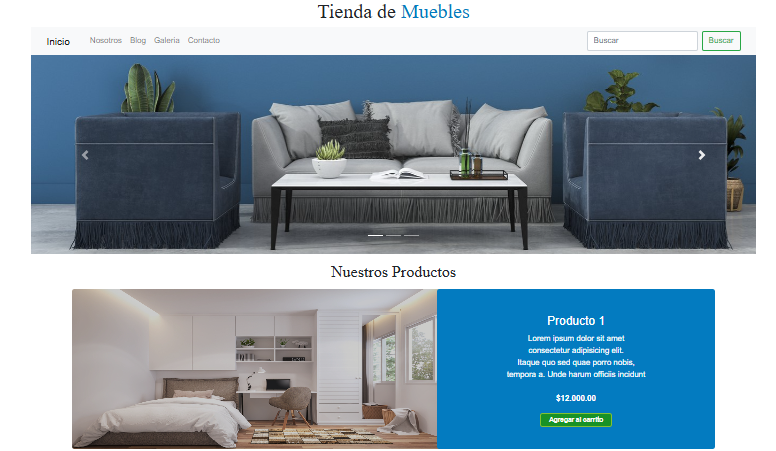 Tienda de Muebles
Inicio Nosotros Blog Galeria Contacto Buscar Buscar
Nuestros Productos
Producto 1
Lorem ipsum dolor sit amet
consectetur adipisicing elit.
Itaque quo sed quae porro nobis,
tempora a. Unde harum officiis incidunt
$12.000.00
Agregar al carrito